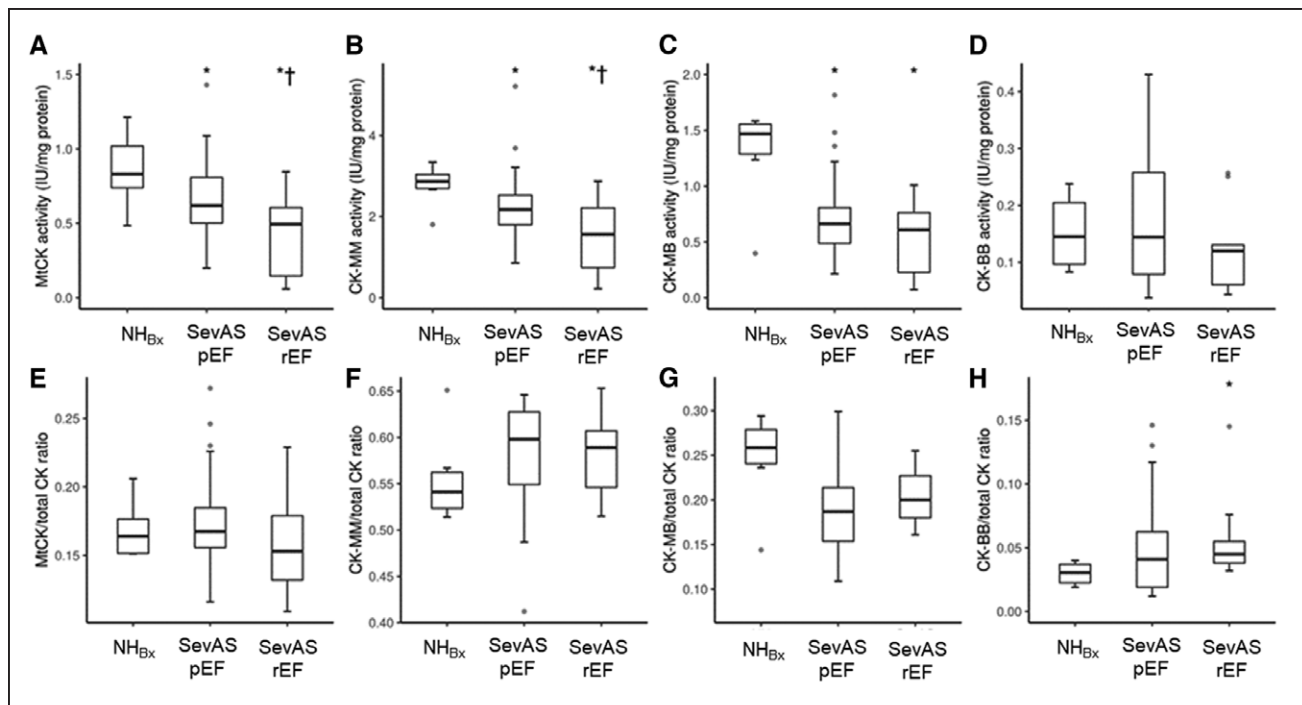 A
MtCK activity (IU/mg protein)
1.5
1.0
0.5
0.0
*
*†
NHBx
SevAS
pEF
SevAS
rEF
B
CK-MM activity (IU/mg protein)
4
2
0
*
*†
NHBx
SevAS
pEF
SevAS
rEF
C
CK-MB activity (IU/mg protein)
2.0
1.5
1.0
0.5
0.0
*
*
NHBx
SevAS
pEF
SevAS
rEF
D
CK-BB activity (IU/mg protein)
0.4
0.3
0.2
0.1
NHBx
SevAS
pEF
SevAS
rEF
E
MtCK/total CK ratio
0.25
0.20
0.15
NHBx
SevAS
pEF
SevAS
rEF
F
CK-MM/total CK ratio
0.65
0.60
0.55
0.50
0.45
0.40
NHBx
SevAS
pEF
SevAS
rEF
G
CK-MB/total CK ratio
0.30
0.25
0.20
0.15
0.10
NHBx
SevAS
pEF
SevAS
rEF
H
CK-BB/total CK ratio
0.15
0.10
0.05
0.00
*
NHBx
SevAS
pEF
SevAS
rEF